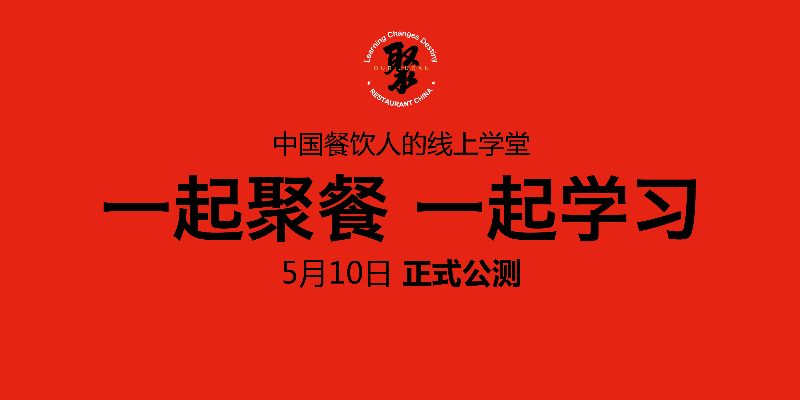 Learning Changes Destiny
聚
RESTAURANT CHINA
中国餐饮人的线上学堂
一起聚餐 一起学习
5月10日 正式公测